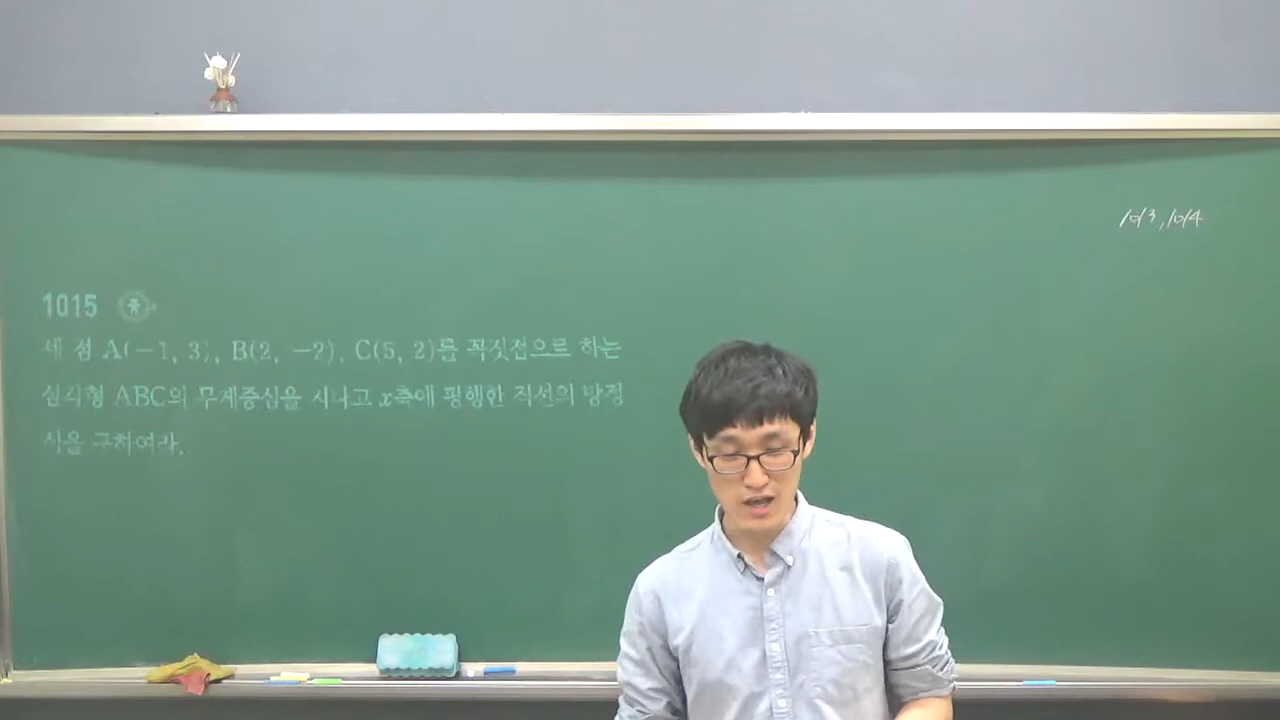 1013, 1014
1015 중
세 점 A(−1, 3), B(2, −2), C(5, 2)를 꼭짓점으로 하는
삼각형 ABC의 무게중심을 지나고 x축에 평행한 직선의 방정
식을 구하여라.